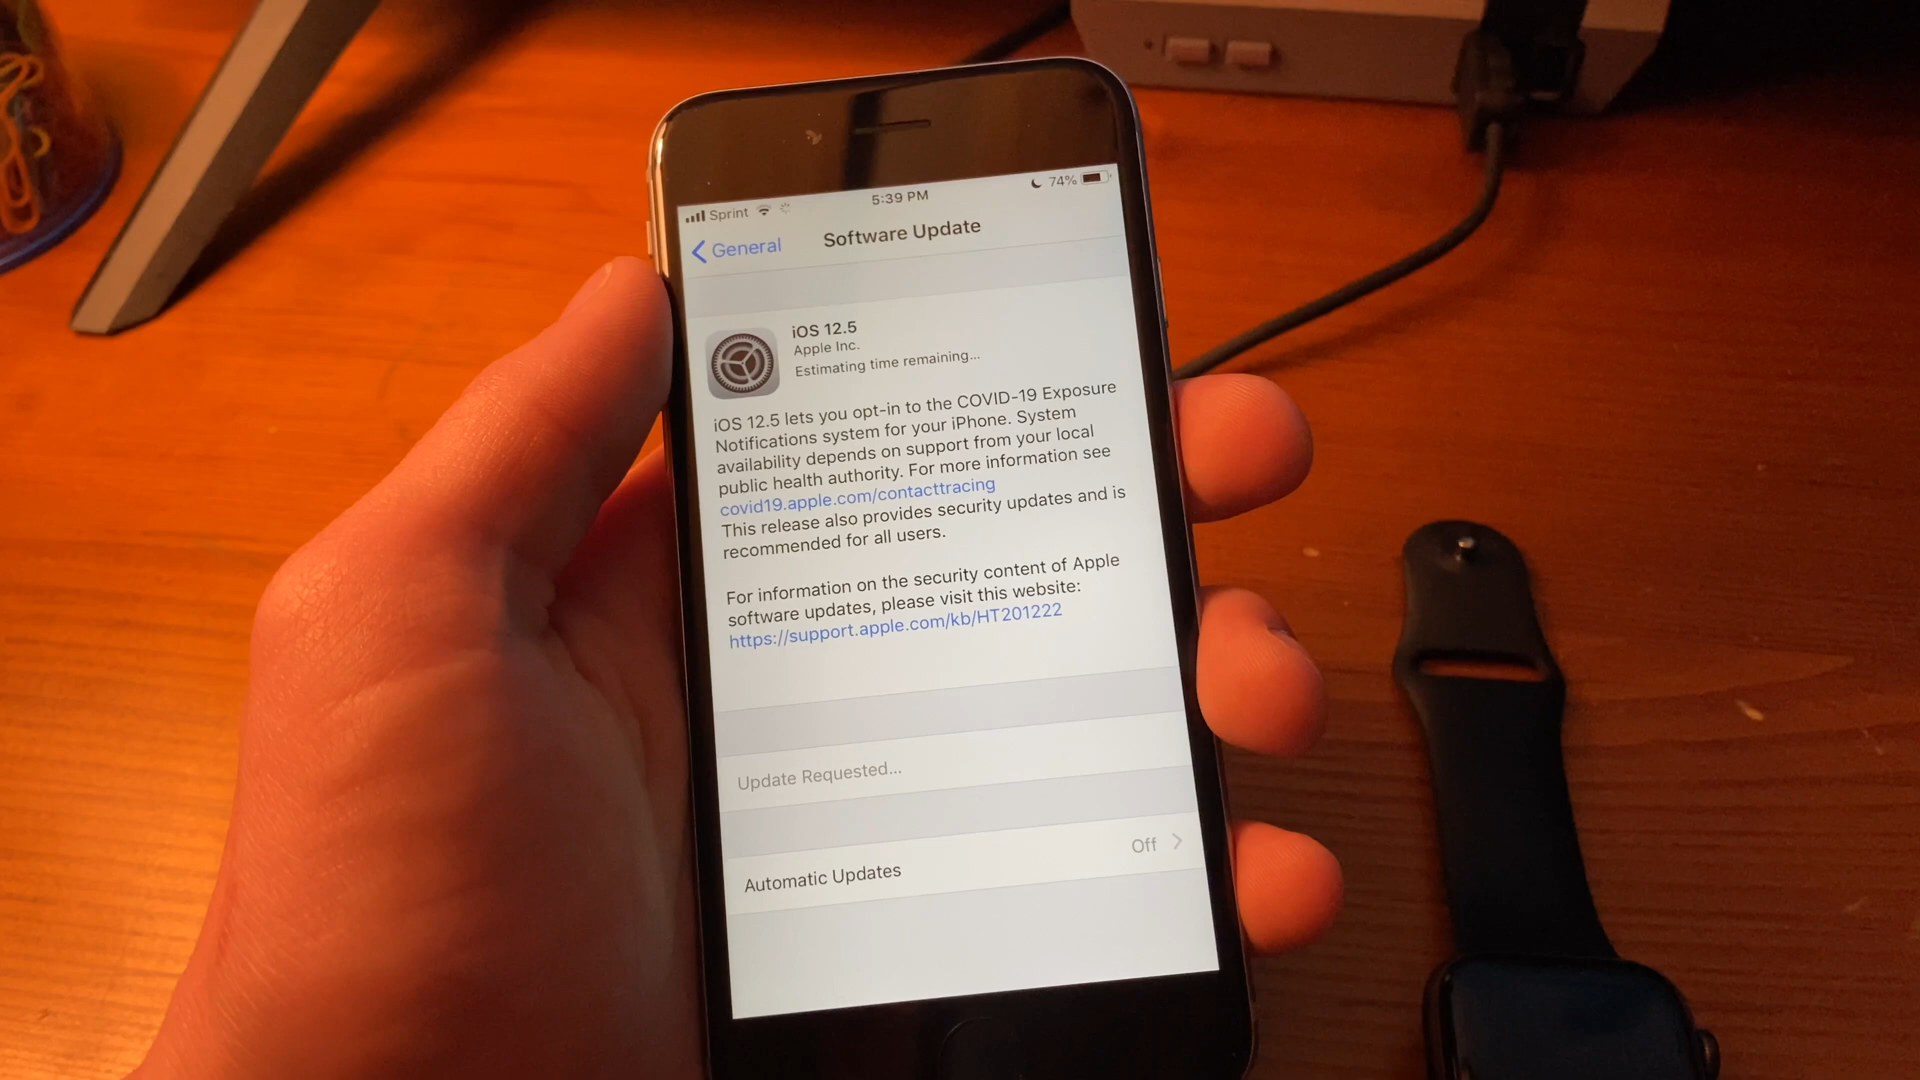 Sprint 5:39 PM 74%
General Software Update
iOS 12.5
Apple Inc.
Estimating time remaining...
iOS 12.5 lets you opt-in to the COVID-19 Exposure
Notifications system for your iPhone. System
availability depends on support from your local
public health authority. For more information see
covid19.apple.com/contacttracing
This release also provides security updates and is
recommended for all users.
For information on the security content of Apple
software updates, please visit this website:
https://support.apple.com/kb/HT201222
Update Requested...
Automatic Updates Off